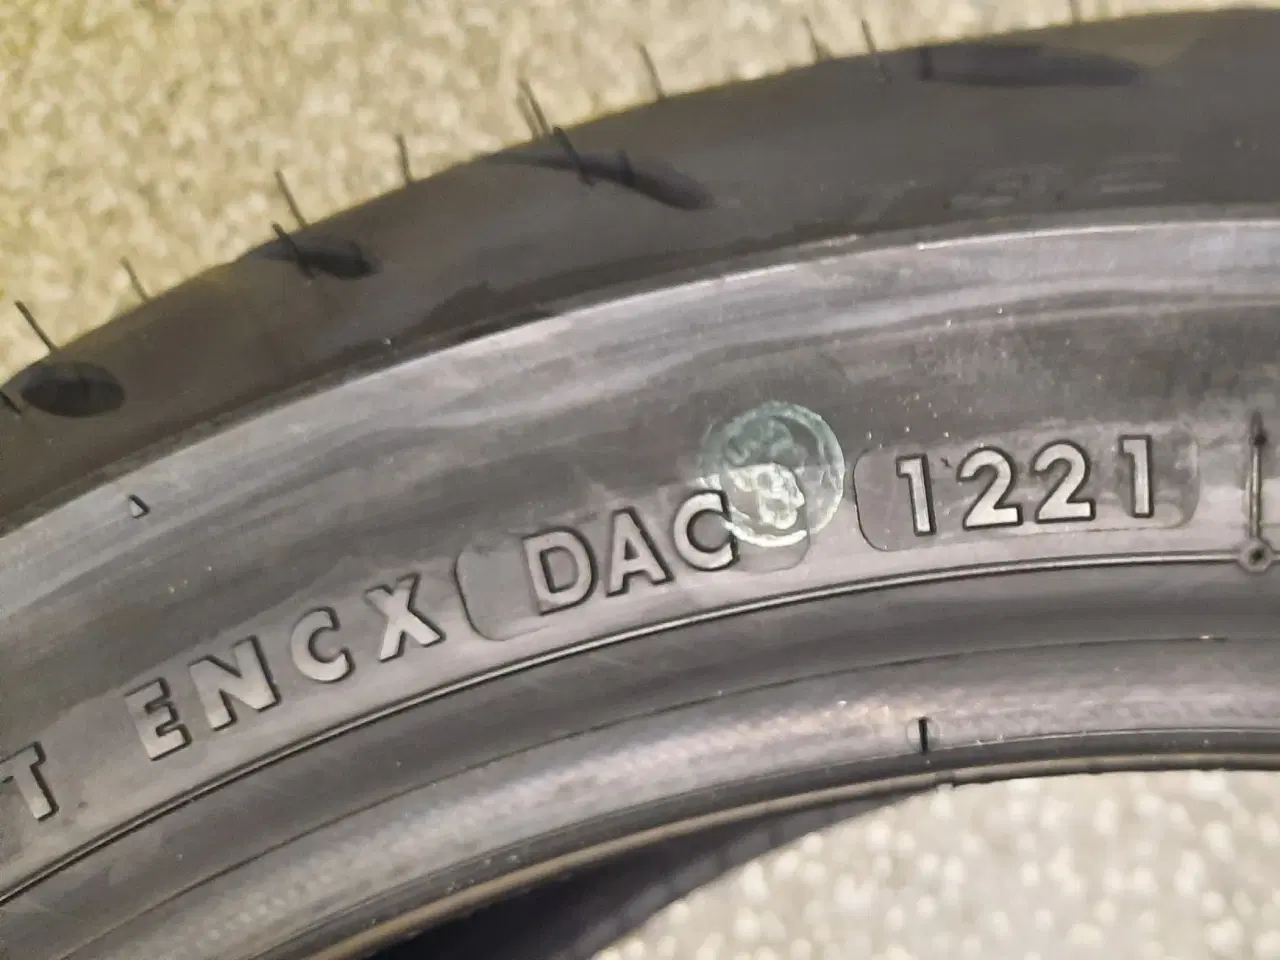 T ENCX DAC 1221